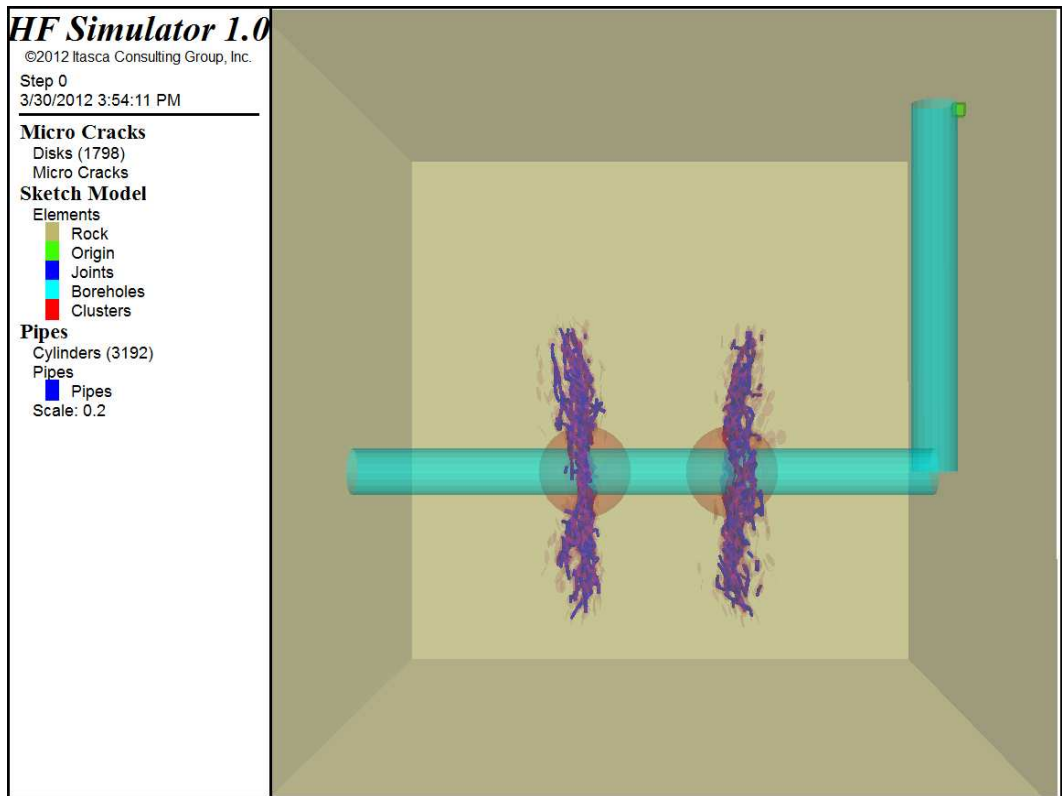 HF Simulator 1.0
©2012 Itasca Consulting Group, Inc.
Step 0
3/30/2012 3:54:11 PM
Micro Cracks
Disks (1798)
Micro Cracks
Sketch Model
Elements
Rock
Origin
Joints
Boreholes
Clusters
Pipes
Cylinders (3192)
Pipes
Pipes
Scale: 0.2